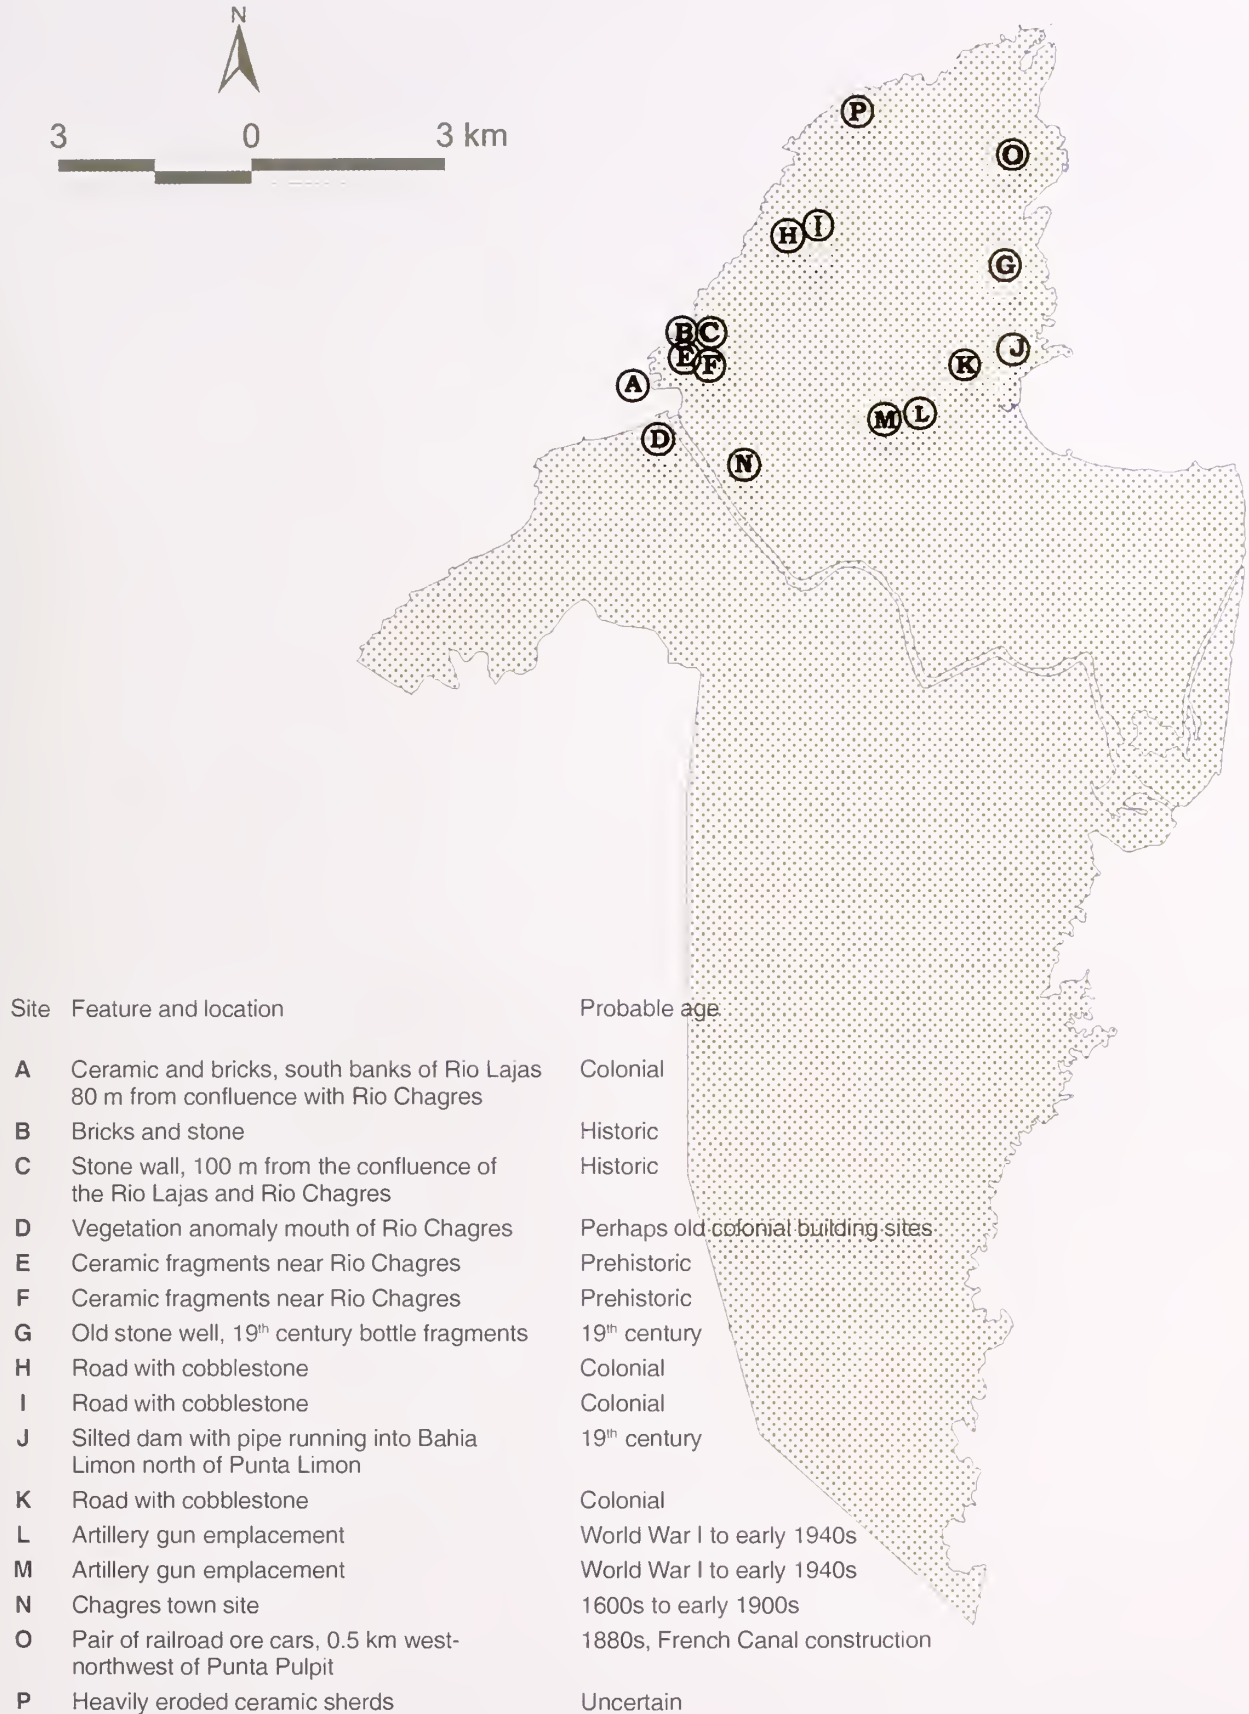 N
3 0 3 km
P
O
H I
G
B C
E F
J
K
A
M L
D
N
Site Feature and location Probable age
A Ceramic and bricks, south banks of Rio Lajas Colonial
80 m from confluence with Rio Chagres
B Bricks and stone Historic
C Stone wall, 100 m from the confluence of Historic
the Rio Lajas and Rio Chagres
D Vegetation anomaly mouth of Rio Chagres Perhaps old colonial building sites
E Ceramic fragments near Rio Chagres Prehistoric
F Ceramic fragments near Rio Chagres Prehistoric
G Old stone well, 19th century bottle fragments 19th century
H Road with cobblestone Colonial
I Road with cobblestone Colonial
J Silted dam with pipe running into Bahia 19th century
Limon north of Punta Limon
K Road with cobblestone Colonial
L Artillery gun emplacement World War I to early 1940s
M Artillery gun emplacement World War I to early 1940s
N Chagres town site 1600s to early 1900s
O Pair of railroad ore cars, 0.5 km west- 1880s, French Canal construction
northwest of Punta Pulpit
P Heavily eroded ceramic sherds Uncertain